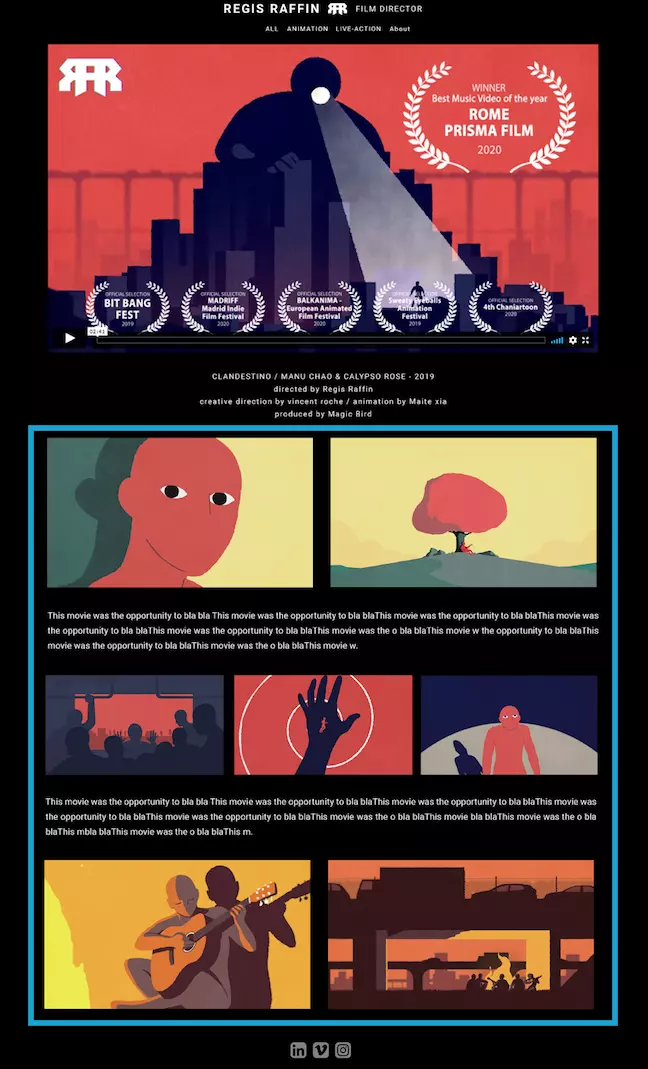 REGIS RAFFIN RRR FILM DIRECTOR
ALL ANIMATION LIVE-ACTION About
RRR
WINNER
Best Music Video of the year
ROME
PRISMA FILM
2020
OFFICIAL SELECTION
BIT BANG
FEST
2019
OFFICIAL SELECTION
MADRIFF
Madrid Indie
Film Festival
2020
OFFICIAL SELECTION
BALKANIMA -
European Animated
Film Festival
2020
OFFICIAL SELECTION
Sweaty Eyeballs
Animation
Festival
2019
OFFICIAL SELECTION
4th Chaniartoon
2020
02:41
CLANDESTINO / MANU CHAO & CALYPSO ROSE - 2019
directed by Regis Raffin
creative direction by vincent roche / animation by Maite xia
produced by Magic Bird
This movie was the opportunity to bla bla This movie was the opportunity to bla blaThis movie was the opportunity to bla blaThis movie was
the opportunity to bla blaThis movie was the opportunity to bla blaThis movie was the o bla blaThis movie w the opportunity to bla blaThis
movie was the opportunity to bla blaThis movie was the o bla blaThis movie w.
This movie was the opportunity to bla bla This movie was the opportunity to bla blaThis movie was the opportunity to bla blaThis movie was
the opportunity to bla blaThis movie was the opportunity to bla blaThis movie was the o bla blaThis movie bla blaThis movie was the o bla
blaThis mbla blaThis movie was the o bla blaThis m.
in